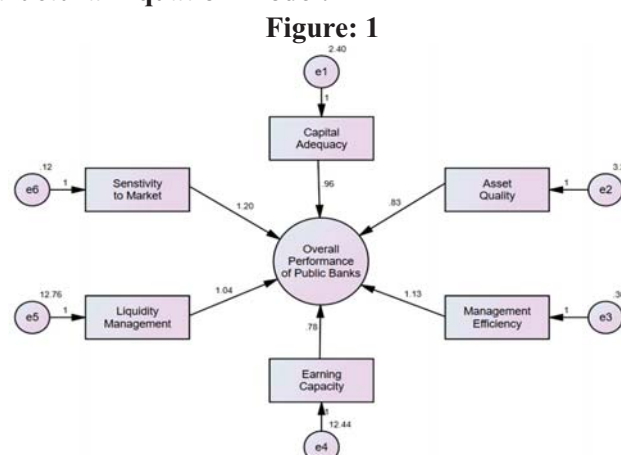 Figure: 1
2.40
e1
1
Capital
Adequacy
.96
.12
e6
1
Senstivity
to Market
1.20
Asset
Quality
1
e2
.83
Overall
Performance
of Public Banks
12.76
e5
1
Liquidity
Management
1.04
1.13
Management
Efficiency
1
e3
.78
Earning
Capacity
1
12.44
e4